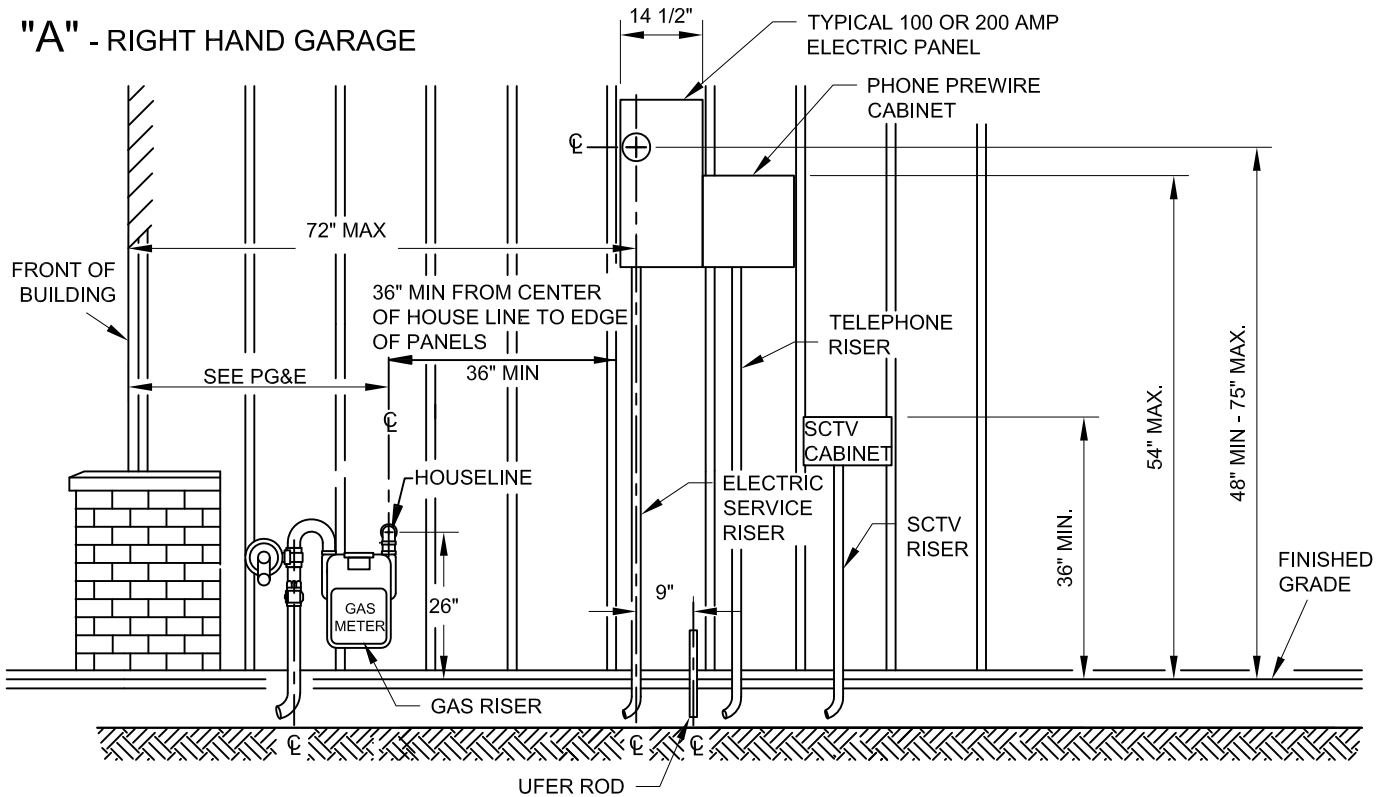 "A" - RIGHT HAND GARAGE
14 1/2"
TYPICAL 100 OR 200 AMP
ELECTRIC PANEL
PHONE PREWIRE
CABINET
℄
72" MAX
FRONT OF
BUILDING
36" MIN FROM CENTER
OF HOUSE LINE TO EDGE
OF PANELS
36" MIN
SEE PG&E
℄
TELEPHONE
RISER
54" MAX.
48" MIN - 75" MAX.
SCTV
CABINET
HOUSELINE
ELECTRIC
SERVICE
RISER
SCTV
RISER
36" MIN.
FINISHED
GRADE
26"
9"
GAS
METER
GAS RISER
℄
℄
℄
UFER ROD